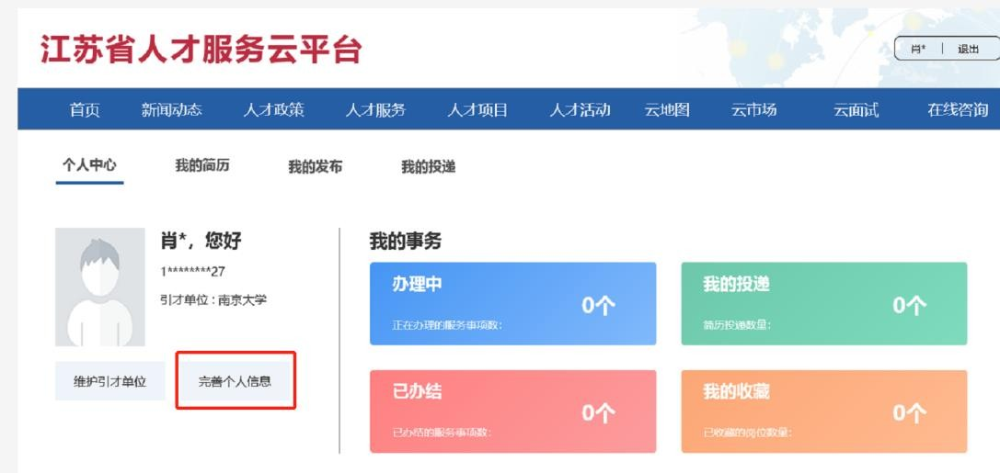 江苏省人才服务云平台
肖* | 退出
首页 新闻动态 人才政策 人才服务 人才项目 人才活动 云地图 云市场 云面试 在线咨询
个人中心 我的简历 我的发布 我的投递
肖*，您好
1********27
引才单位：南京大学
维护引才单位 完善个人信息
我的事务
办理中
0个
正在办理的服务事项数：
我的投递
0个
简历投递数量：
已办结
0个
已办结的服务事项数：
我的收藏
0个
已收藏的岗位数量：